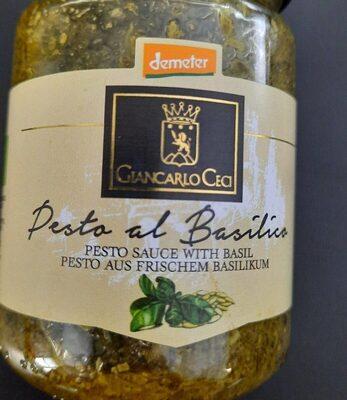 demeter
GIANCARLO CECI
Pesto al Basilico
PESTO SAUCE WITH BASIL
PESTO AUS FRISCHEM BASILIKUM